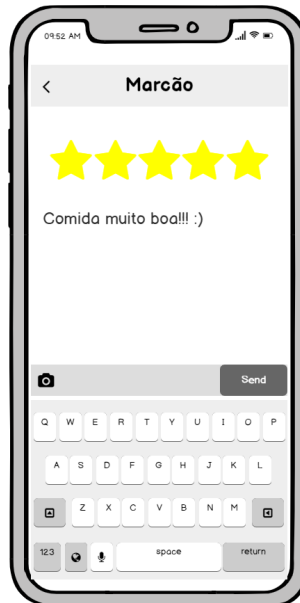 09:52 AM
Marcão
Comida muito boa!!! :)
Send
Q W E R T Y U I O P
A S D F G H J K L
Z X C V B N M
123 space return